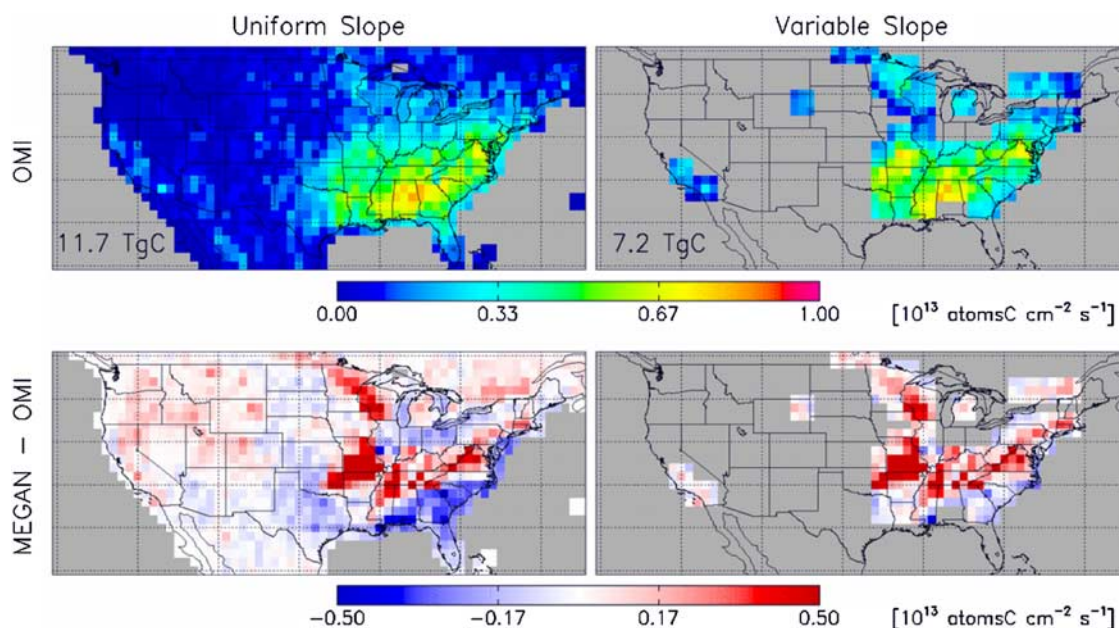 Uniform Slope
Variable Slope
OMI
11.7 TgC
7.2 TgC
0.00 0.33 0.67 1.00 [10¹³ atomsC cm⁻² s⁻¹]
MEGAN − OMI
−0.50 −0.17 0.17 0.50 [10¹³ atomsC cm⁻² s⁻¹]